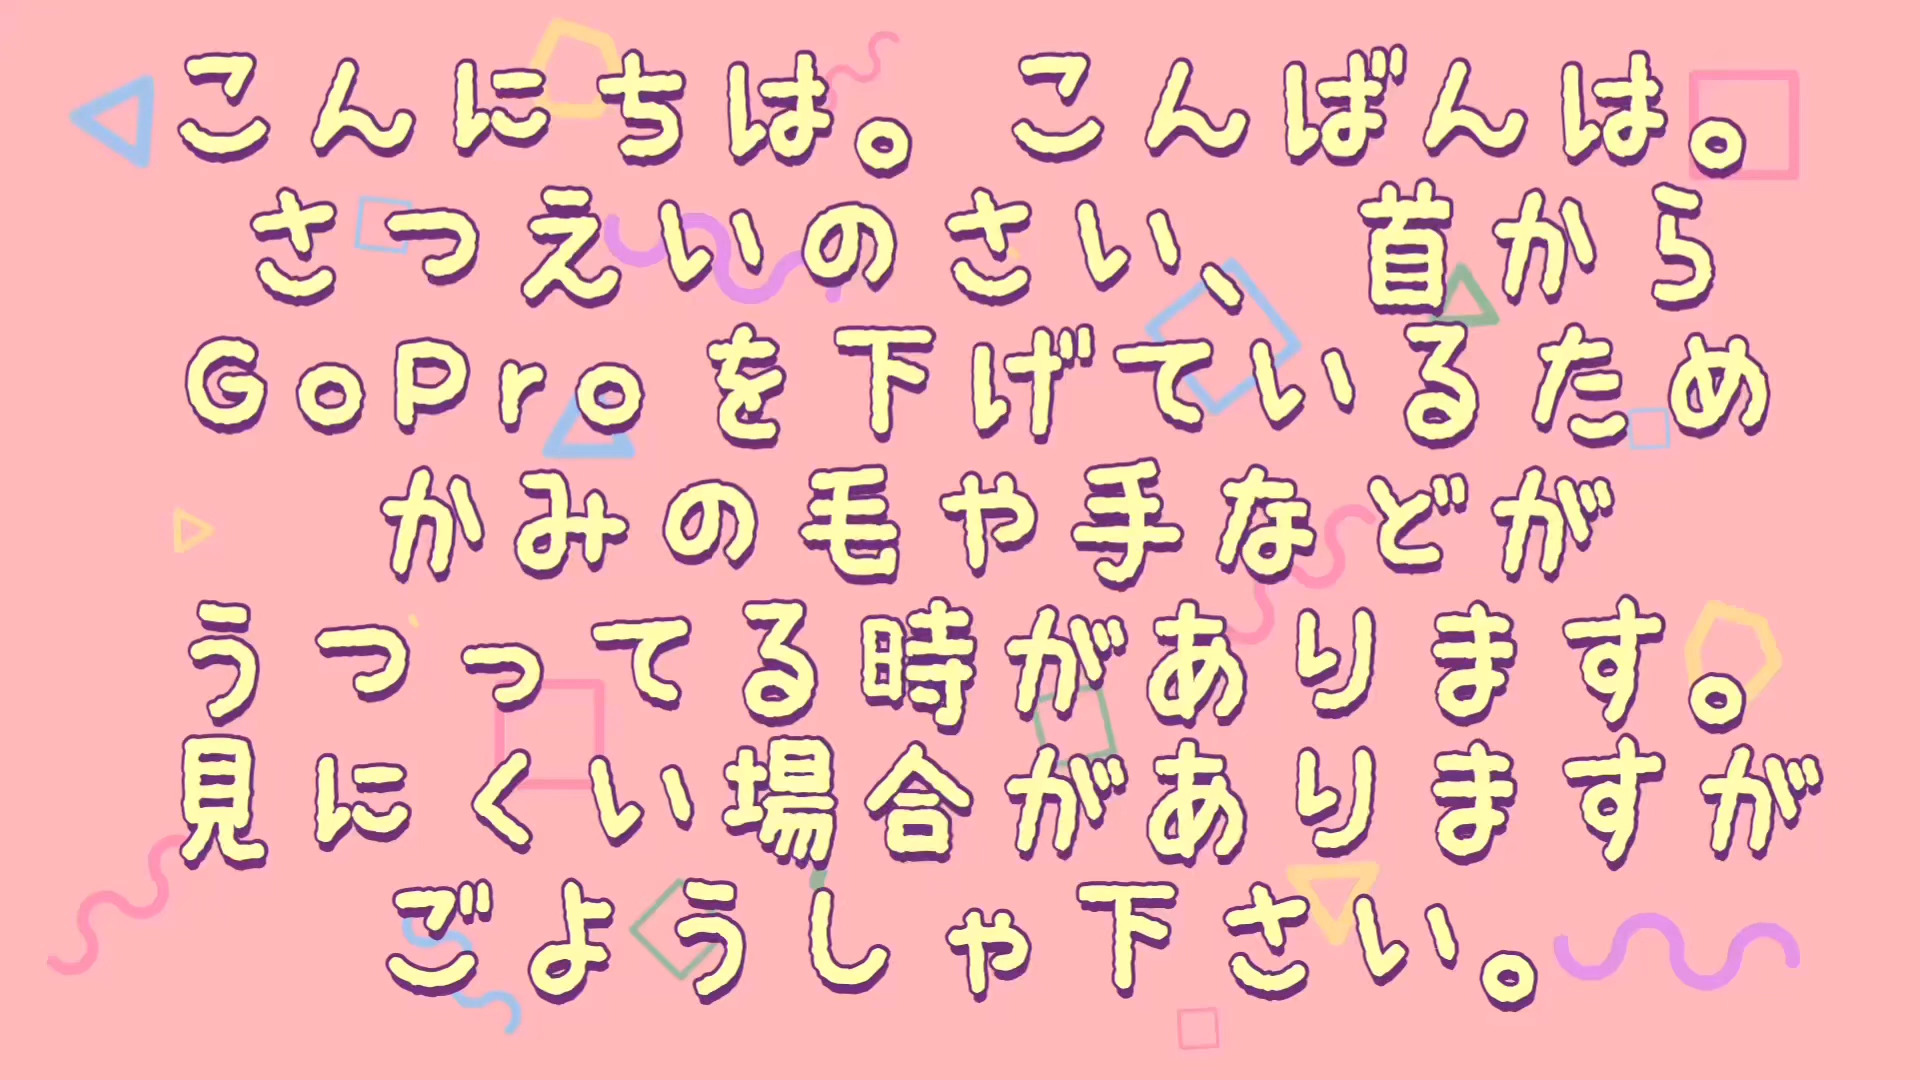 こんにちは。こんばんは。
さつえいのさい、首から
GoProを下げているため
かみの毛や手などが
うつってる時があります。
見にくい場合がありますが
ごようしゃ下さい。